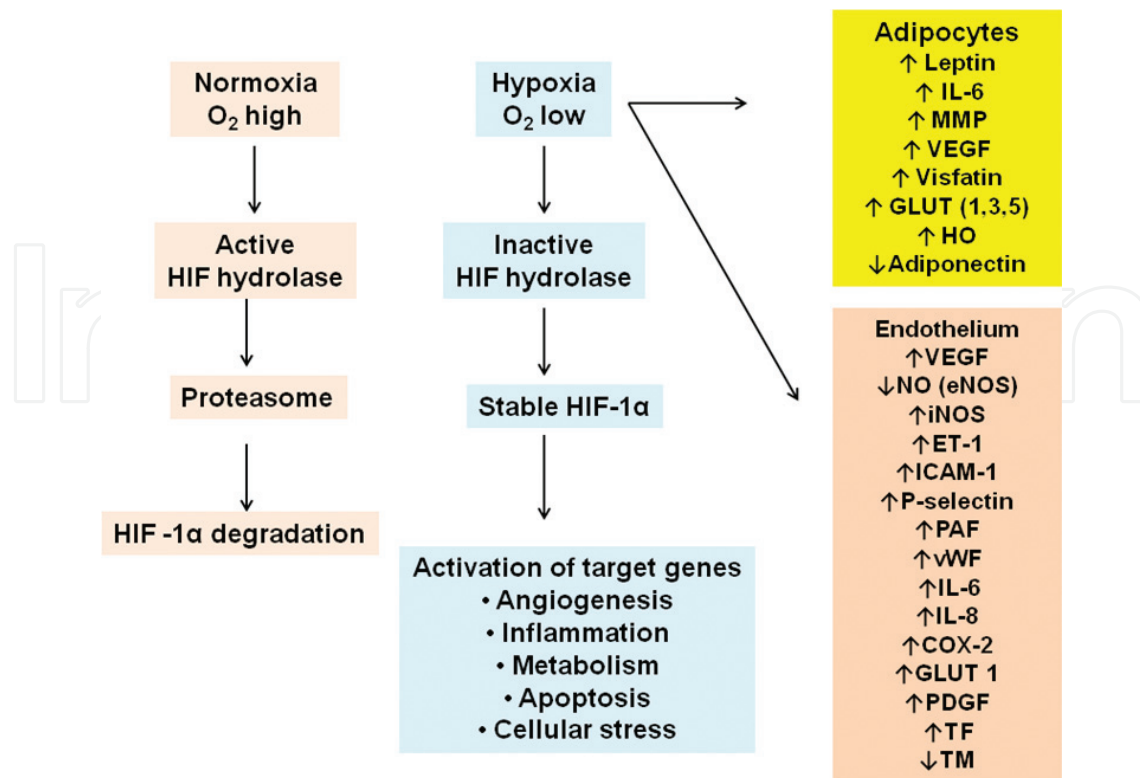 Normoxia
O₂ high
Active
HIF hydrolase
Proteasome
HIF -1α degradation
Hypoxia
O₂ low
Inactive
HIF hydrolase
Stable HIF-1α
Activation of target genes
• Angiogenesis
• Inflammation
• Metabolism
• Apoptosis
• Cellular stress
Adipocytes
↑ Leptin
↑ IL-6
↑ MMP
↑ VEGF
↑ Visfatin
↑ GLUT (1,3,5)
↑ HO
↓Adiponectin
Endothelium
↑VEGF
↓NO (eNOS)
↑iNOS
↑ET-1
↑ICAM-1
↑P-selectin
↑PAF
↑vWF
↑IL-6
↑IL-8
↑COX-2
↑GLUT 1
↑PDGF
↑TF
↓TM